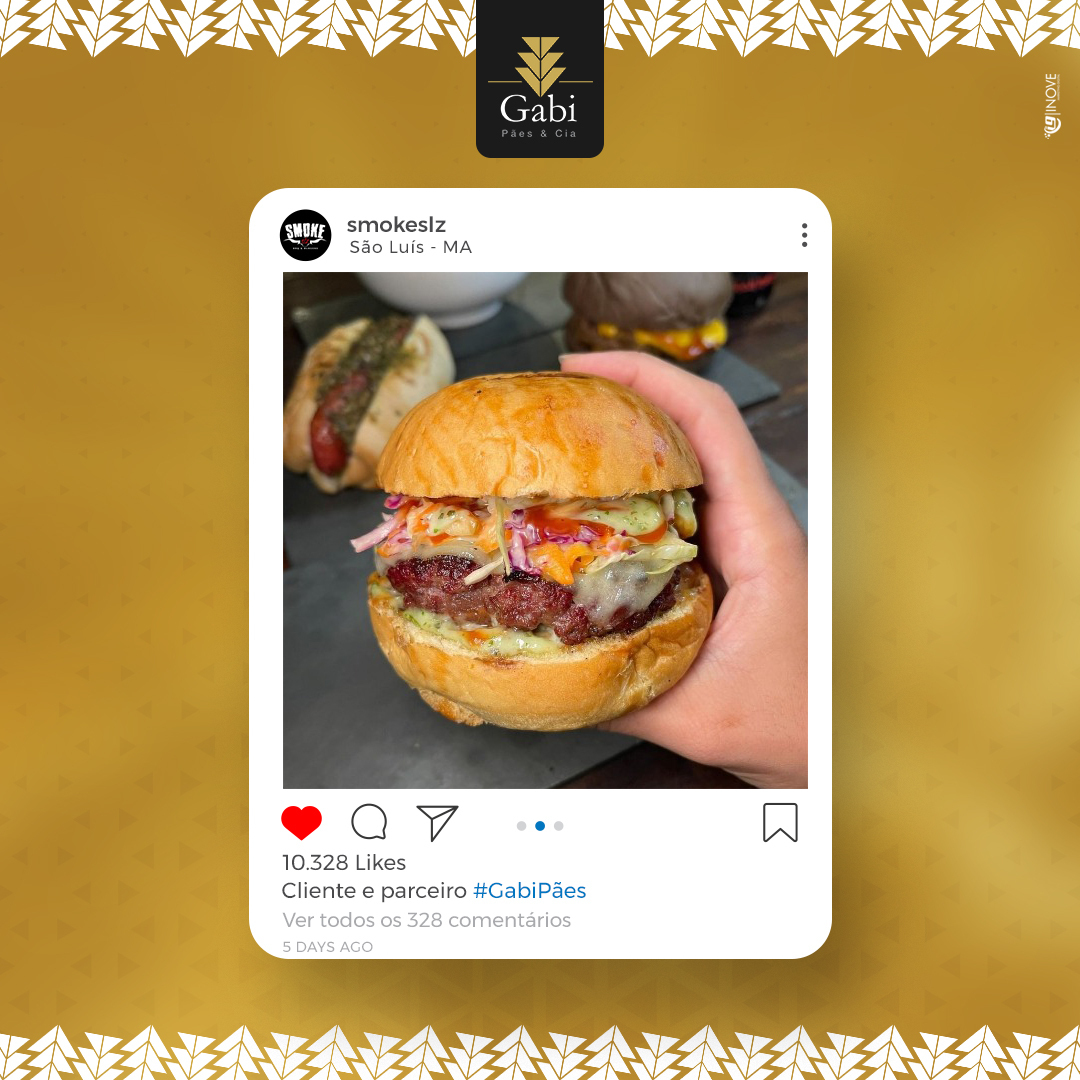 Gabi
Pães & Cia
INOVE
SMOKE
smokeslz
São Luís - MA
10.328 Likes
Cliente e parceiro #GabiPães
Ver todos os 328 comentários
5 DAYS AGO